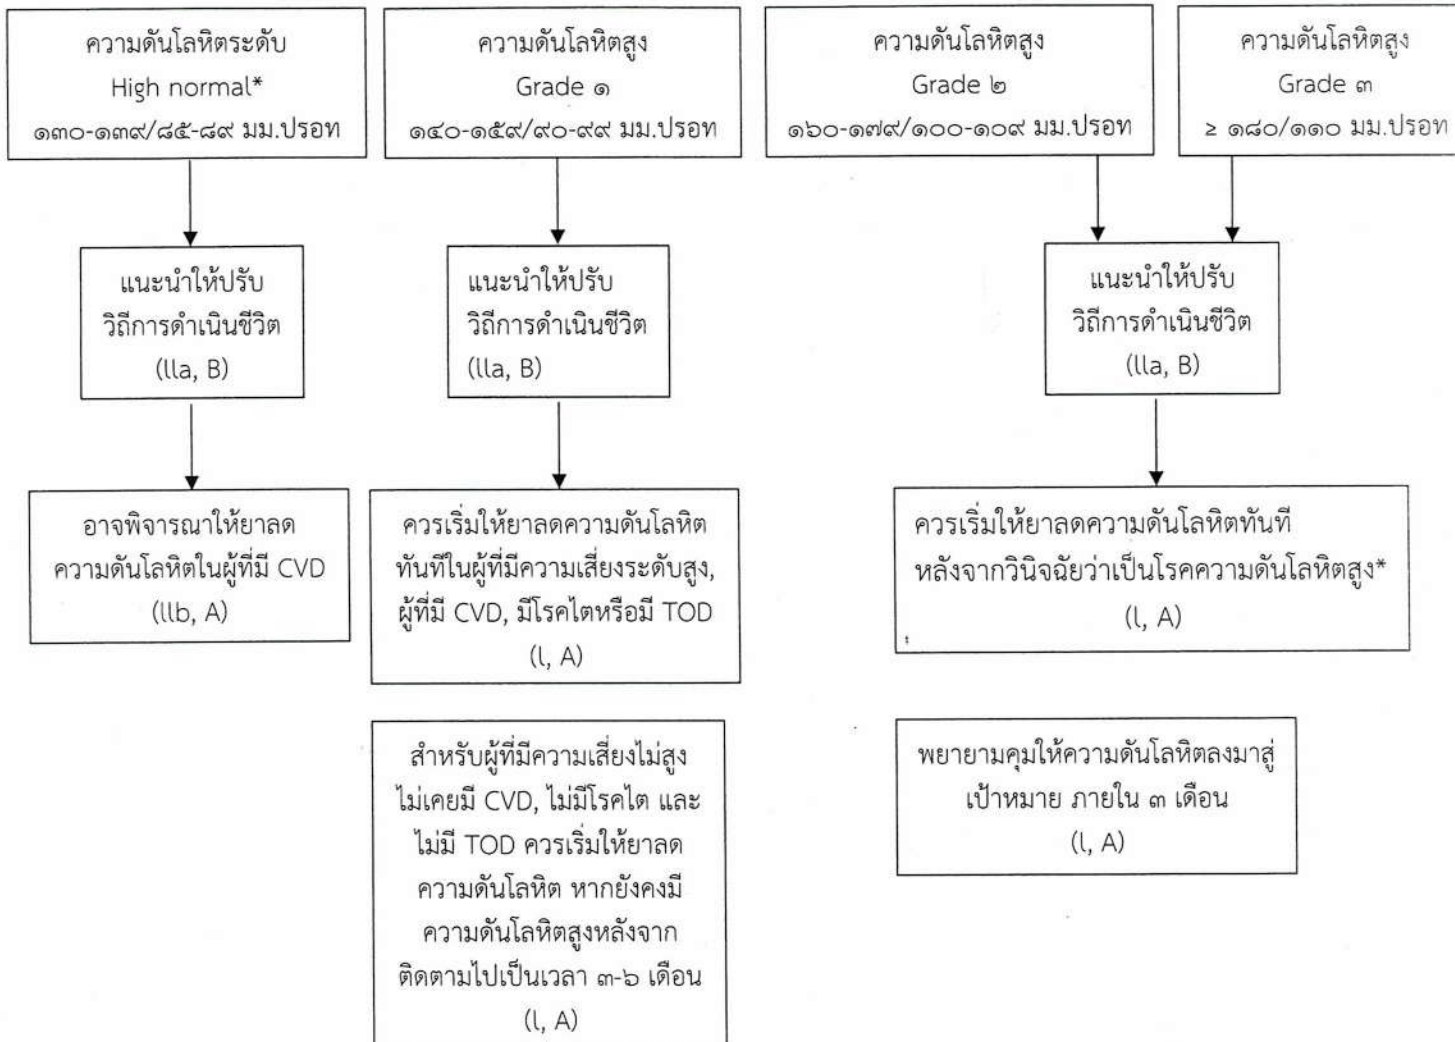 ความดันโลหิตระดับ
High normal*
๑๓๐-๑๓๙/๘๕-๘๙ มม.ปรอท
ความดันโลหิตสูง
Grade ๑
๑๔๐-๑๕๙/๙๐-๙๙ มม.ปรอท
ความดันโลหิตสูง
Grade ๒
๑๖๐-๑๗๙/๑๐๐-๑๐๙ มม.ปรอท
ความดันโลหิตสูง
Grade ๓
≥ ๑๘๐/๑๑๐ มม.ปรอท
แนะนำให้ปรับ
วิถีการดำเนินชีวิต
(lla, B)
แนะนำให้ปรับ
วิถีการดำเนินชีวิต
(lla, B)
แนะนำให้ปรับ
วิถีการดำเนินชีวิต
(lla, B)
อาจพิจารณาให้ยาลด
ความดันโลหิตในผู้ที่มี CVD
(llb, A)
ควรเริ่มให้ยาลดความดันโลหิต
ทันทีในผู้ที่มีความเสี่ยงระดับสูง,
ผู้ที่มี CVD, มีโรคไตหรือมี TOD
(l, A)
ควรเริ่มให้ยาลดความดันโลหิตทันที
หลังจากวินิจฉัยว่าเป็นโรคความดันโลหิตสูง*
(l, A)
สำหรับผู้ที่มีความเสี่ยงไม่สูง
ไม่เคยมี CVD, ไม่มีโรคไต และ
ไม่มี TOD ควรเริ่มให้ยาลด
ความดันโลหิต หากยังคงมี
ความดันโลหิตสูงหลังจาก
ติดตามไปเป็นเวลา ๓-๖ เดือน
(l, A)
พยายามคุมให้ความดันโลหิตลงมาสู่
เป้าหมาย ภายใน ๓ เดือน
(l, A)